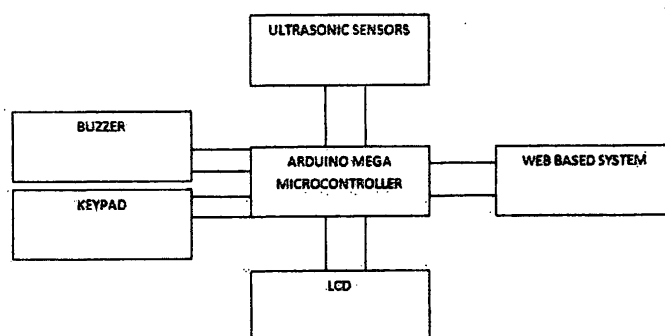 ULTRASONIC SENSORS
BUZZER
ARDUINO MEGA
MICROCONTROLLER
WEB BASED SYSTEM
KEYPAD
LCD